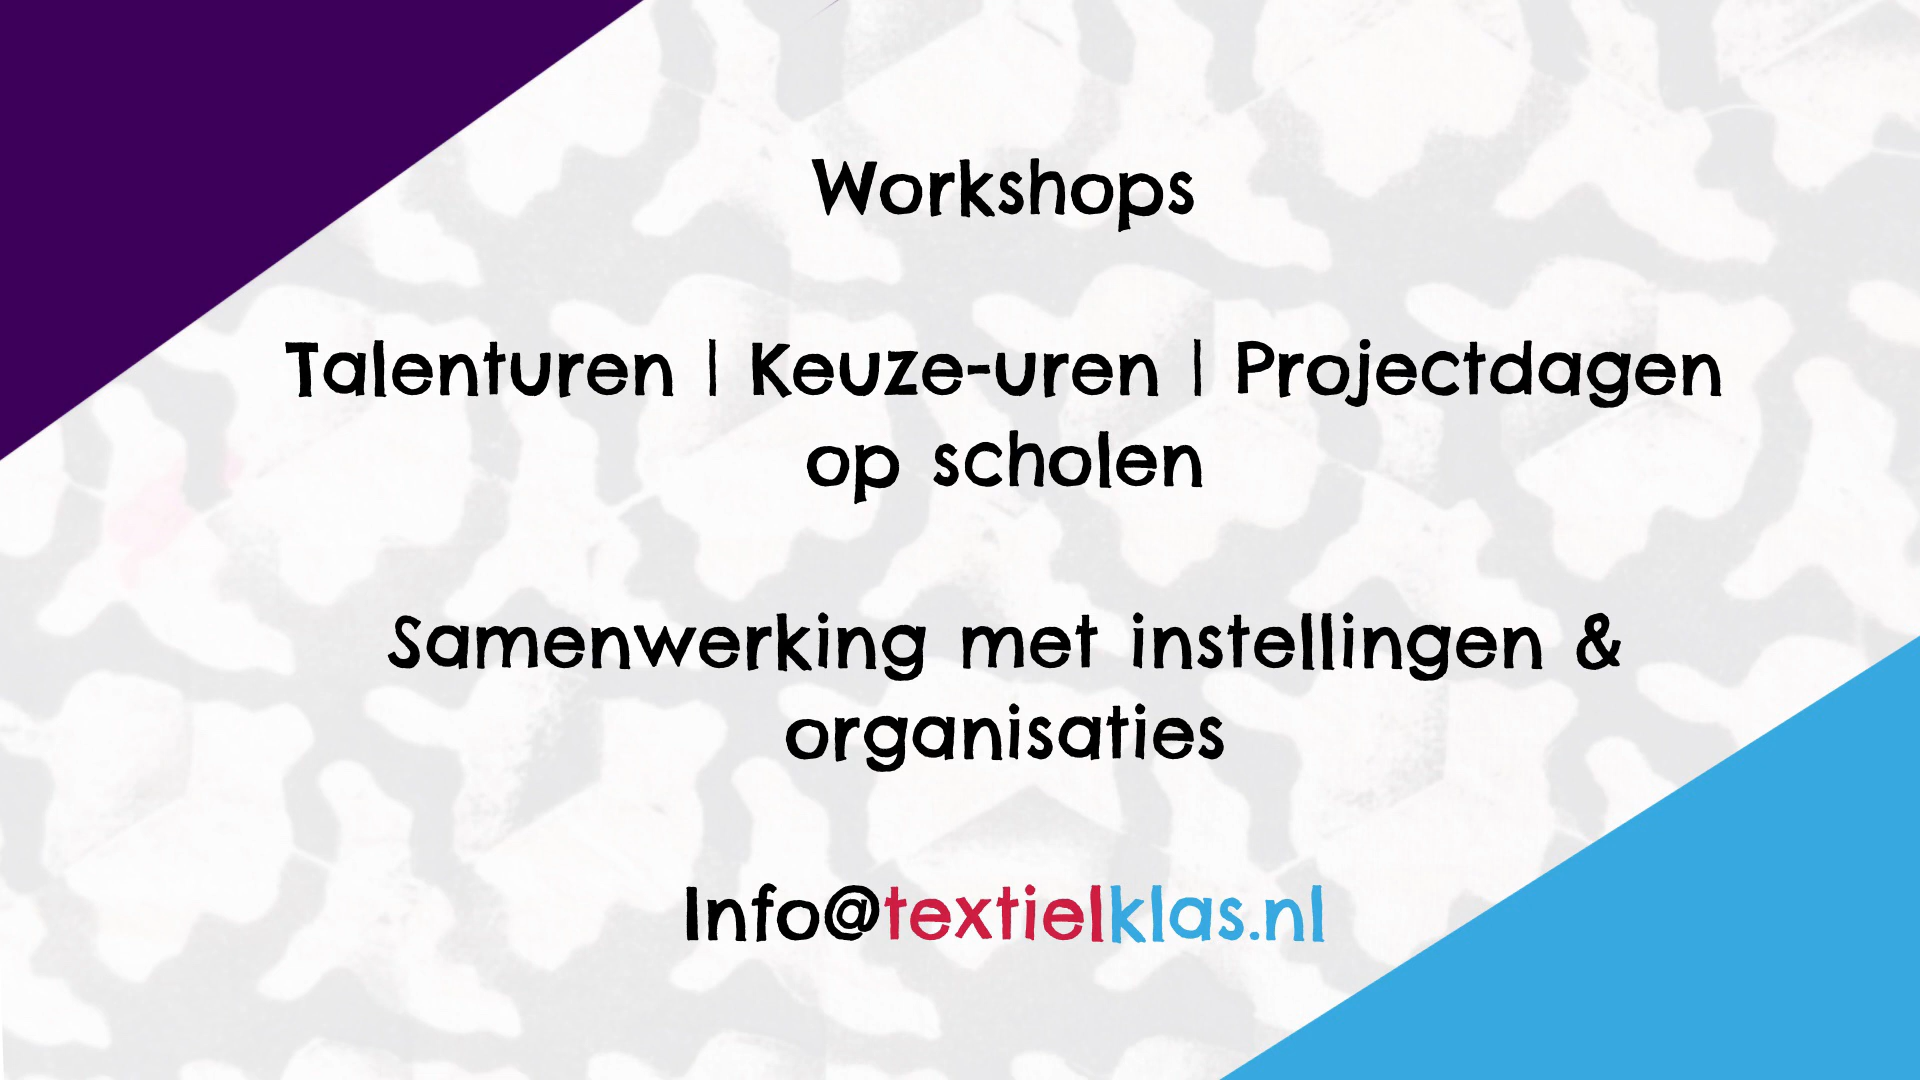 Workshops
Talenturen | Keuze-uren | Projectdagen
op scholen
Samenwerking met instellingen &
organisaties
Info@textielklas.nl